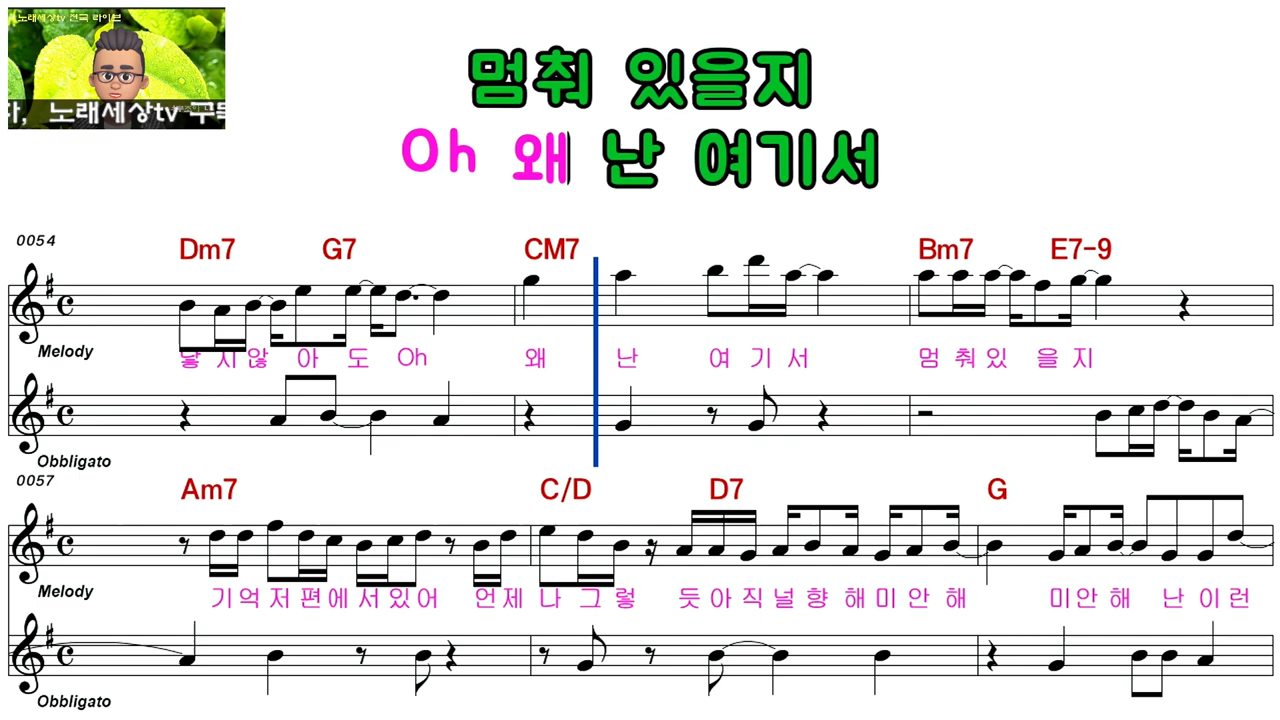 노래세상tv 전국 라이브
다, 노래세상tv 구독
멈춰 있을지
Oh 왜 난 여기서
0054
Dm7 G7 CM7 Bm7 E7-9
Melody
닿지않 아 도 Oh 왜 난 여 기 서 멈 춰 있 을 지
Obbligato
0057
Am7 C/D D7 G
Melody
기 억 저 편 에 서 있 어 언 제 나 그 렇 듯 아 직 널 향 해 미 안 해 미 안 해 난 이 런
Obbligato